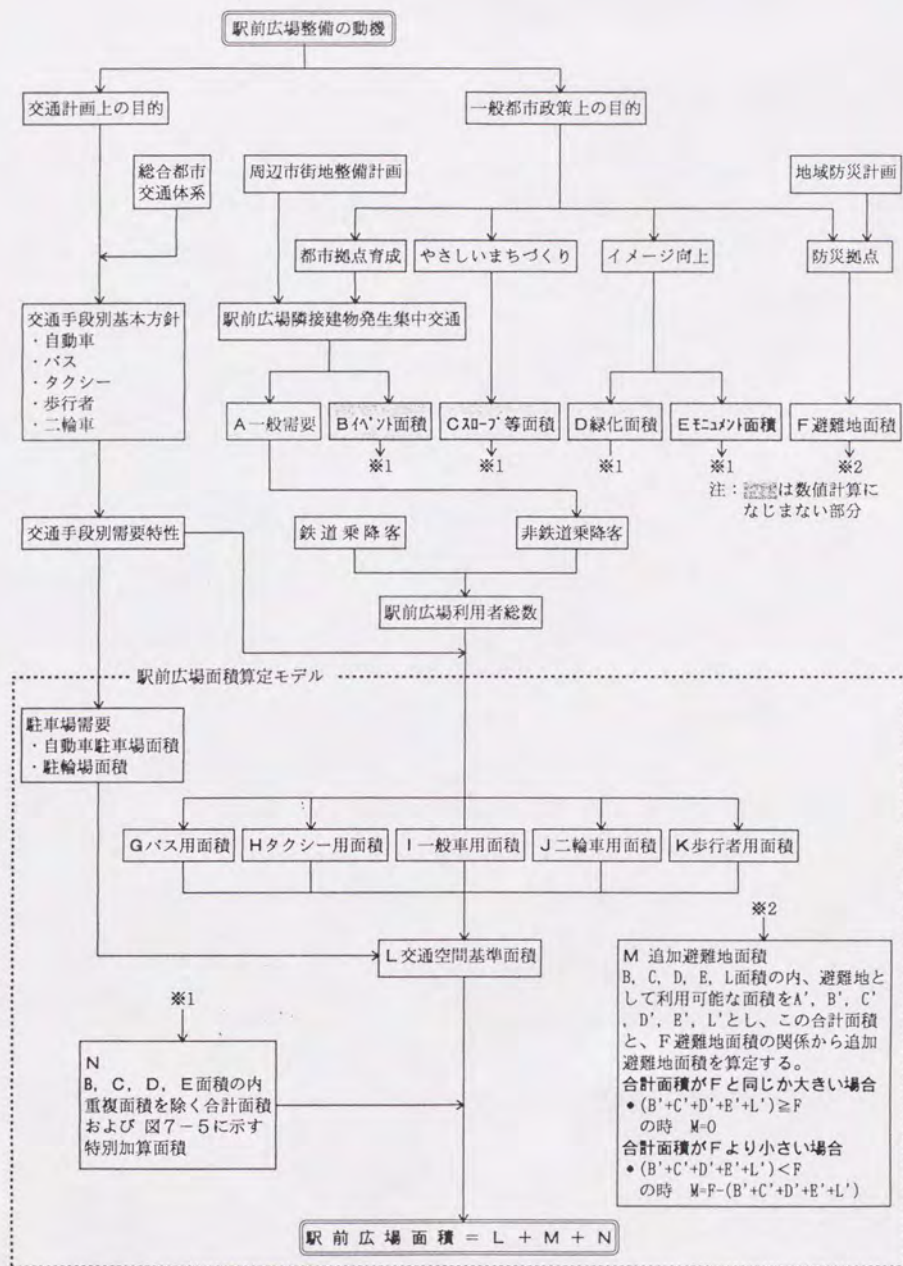 駅前広場整備の動機
交通計画上の目的
一般都市政策上の目的
総合都市
交通体系
周辺市街地整備計画
地域防災計画
都市拠点育成
やさしいまちづくり
イメージ向上
防災拠点
交通手段別基本方針
・自動車
・バス
・タクシー
・歩行者
・二輪車
駅前広場隣接建物発生集中交通
A一般需要
Bイベント面積
Cスロープ等面積
D緑化面積
Eモニュメント面積
F避難地面積
※1
※1
※1
※1
※2
注:　　は数値計算に
なじまない部分
交通手段別需要特性
鉄道乗降客
非鉄道乗降客
駅前広場利用者総数
駅前広場面積算定モデル
駐車場需要
・自動車駐車場面積
・駐輪場面積
Gバス用面積
Hタクシー用面積
I一般車用面積
J二輪車用面積
K歩行者用面積
※2
L交通空間基準面積
M 追加避難地面積
B, C, D, E, L面積の内、避難地と
して利用可能な面積をA', B', C'
, D', E', L'とし、この合計面積
と、F避難地面積の関係から追加
避難地面積を算定する。
合計面積がFと同じか大きい場合
•(B'+C'+D'+E'+L')≧F
の時 M=0
合計面積がFより小さい場合
•(B'+C'+D'+E'+L')<F
の時 M=F-(B'+C'+D'+E'+L')
※1
N
B, C, D, E面積の内
重複面積を除く合計面積
および 図7-5に示す
特別加算面積
駅前広場面積=L+M+N